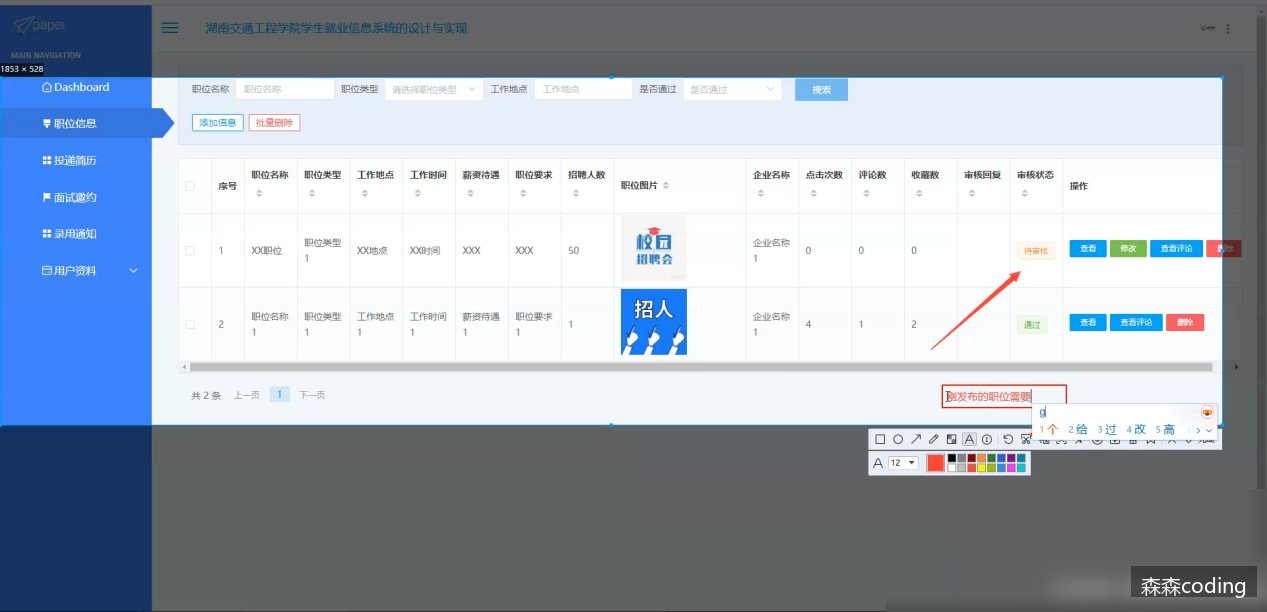 paper
湖南交通工程学院学生就业信息系统的设计与实现
MAIN NAVIGATION
1853 × 528
Dashboard
职位信息
投递简历
面试邀约
录用通知
用户资料
职位名称 职位名称 职位类型 请选择职位类型 工作地点 工作地点 是否通过 是否通过 搜索
添加信息 批量删除
序号 职位名称 职位类型 工作地点 工作时间 薪资待遇 职位要求 招聘人数 职位图片 企业名称 点击次数 评论数 收藏数 审核回复 审核状态 操作
1 XX职位 职位类型1 XX地点 XX时间 XXX XXX 50 校园招聘会 企业名称1 0 0 0 待审核 查看 修改 查看评论 删除
2 职位名称1 职位类型1 工作地点1 工作时间1 薪资待遇1 职位要求1 1 招人 企业名称1 4 1 2 通过 查看 查看评论 删除
共 2 条 上一页 1 下一页
刚发布的职位需要
g
1 个 2 给 3 过 4 改 5 高
A 12
森森coding